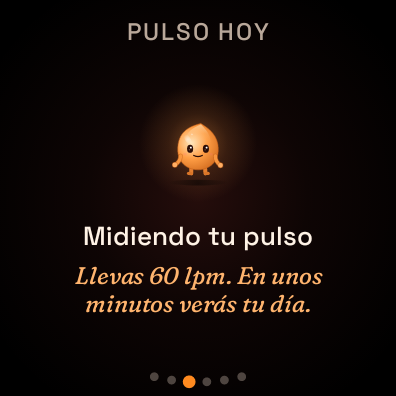 PULSO HOY
Midiendo tu pulso
Llevas 60 lpm. En unos
minutos verás tu día.